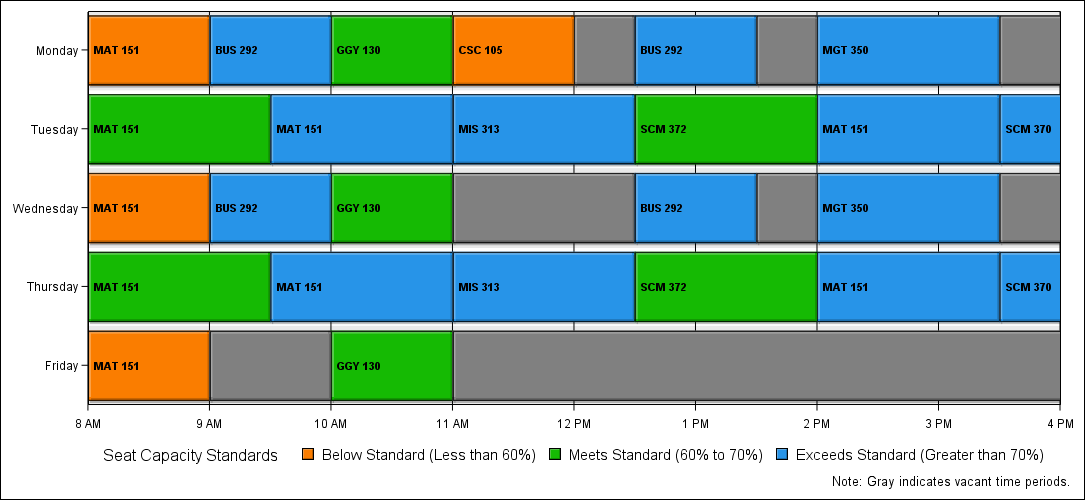 Monday MAT 151 BUS 292 GGY 130 CSC 105 BUS 292 MGT 350
Tuesday MAT 151 MAT 151 MIS 313 SCM 372 MAT 151 SCM 370
Wednesday MAT 151 BUS 292 GGY 130 BUS 292 MGT 350
Thursday MAT 151 MAT 151 MIS 313 SCM 372 MAT 151 SCM 370
Friday MAT 151 GGY 130
8 AM 9 AM 10 AM 11 AM 12 PM 1 PM 2 PM 3 PM 4 PM
Seat Capacity Standards Below Standard (Less than 60%) Meets Standard (60% to 70%) Exceeds Standard (Greater than 70%)
Note: Gray indicates vacant time periods.